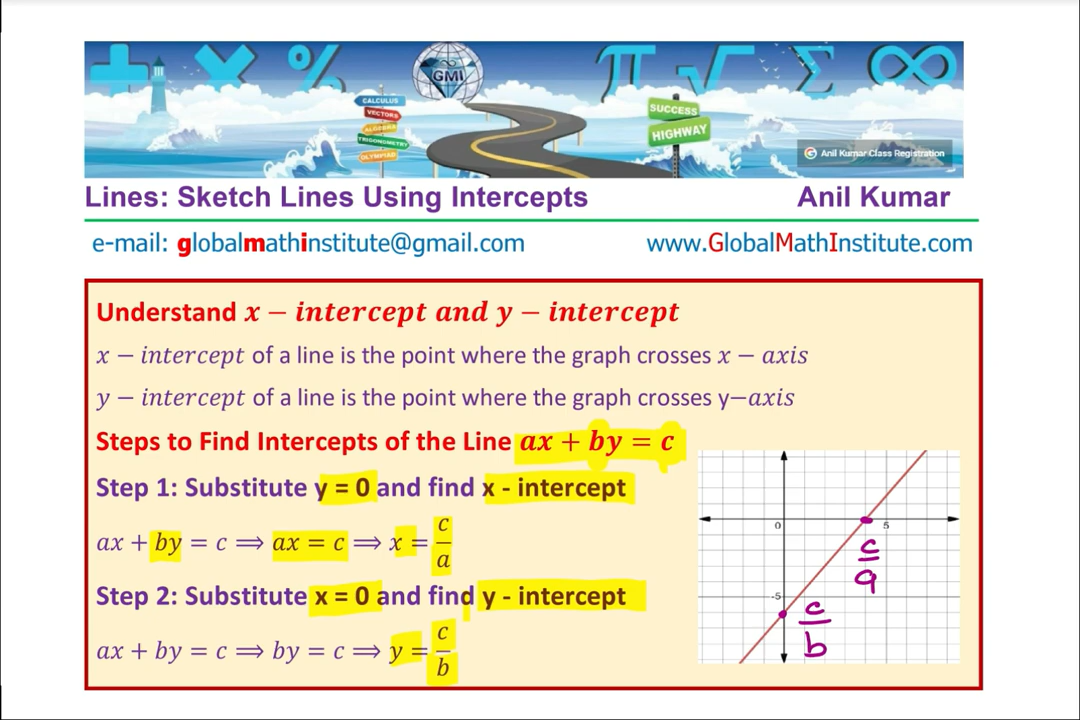 GMI
CALCULUS
VECTORS
ALGEBRA
TRIGONOMETRY
OLYMPIAD
SUCCESS
HIGHWAY
Anil Kumar Class Registration
Lines: Sketch Lines Using Intercepts Anil Kumar
e-mail: globalmathinstitute@gmail.com www.GlobalMathInstitute.com
Understand x − intercept and y − intercept
x − intercept of a line is the point where the graph crosses x − axis
y − intercept of a line is the point where the graph crosses y−axis
Steps to Find Intercepts of the Line ax + by = c
Step 1: Substitute y = 0 and find x - intercept
ax + by = c ⟹ ax = c ⟹ x = c/a
Step 2: Substitute x = 0 and find y - intercept
ax + by = c ⟹ by = c ⟹ y = c/b
0 5
c/a
-5
c/b